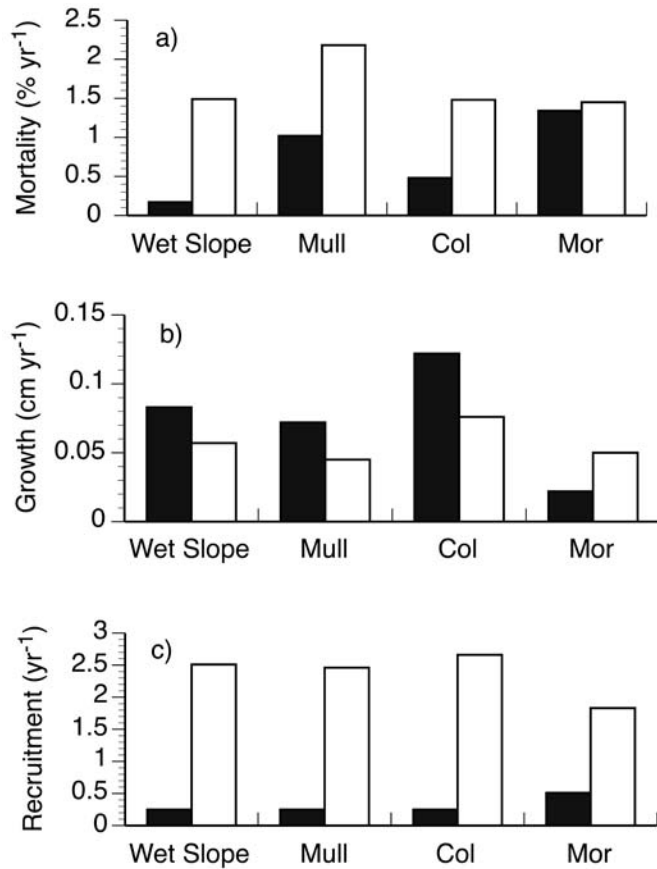 2.5
a)
2
1.5
1
0.5
0
Mortality (% yr⁻¹)
Wet Slope Mull Col Mor
0.15
b)
0.1
0.05
0
Growth (cm yr⁻¹)
Wet Slope Mull Col Mor
3
c)
2.5
2
1.5
1
0.5
0
Recruitment (yr⁻¹)
Wet Slope Mull Col Mor